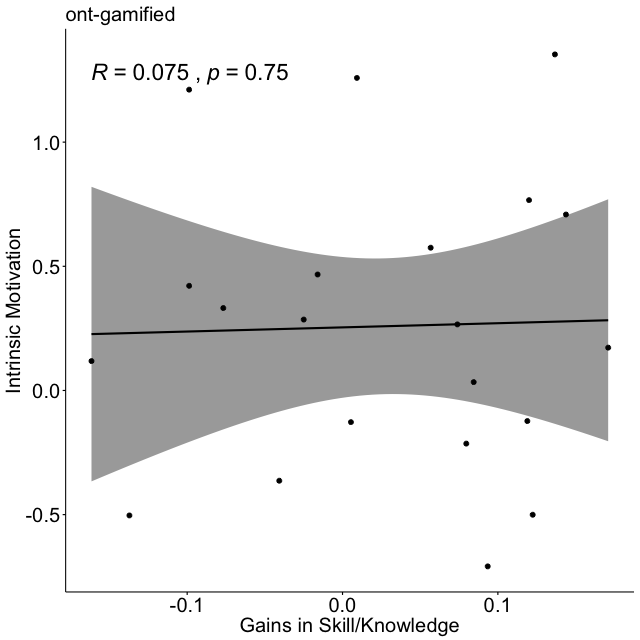 ont-gamified
R = 0.075 , p = 0.75
1.0
0.5
0.0
-0.5
Intrinsic Motivation
-0.1
0.0
0.1
Gains in Skill/Knowledge